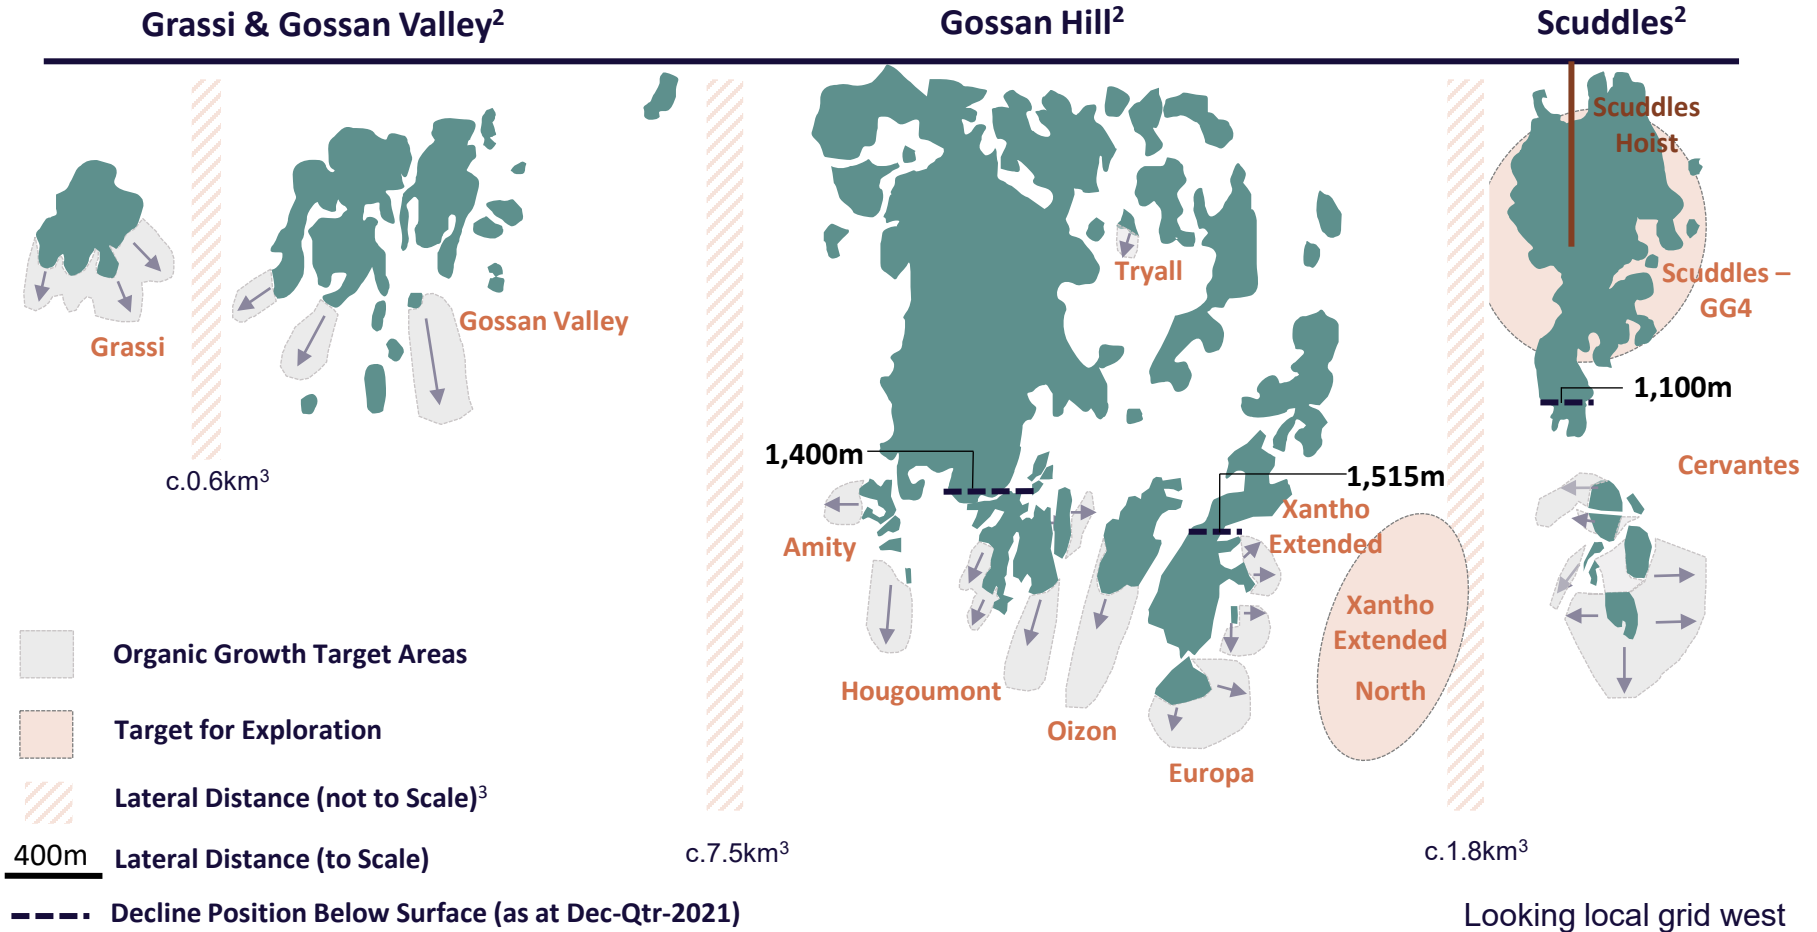 Grassi & Gossan Valley²
Gossan Hill²
Scuddles²
Scuddles
Hoist
Scuddles –
GG4
Tryall
Grassi
Gossan Valley
1,100m
1,400m
1,515m
Cervantes
c.0.6km³
Xantho
Extended
Amity
Xantho
Extended
North
Hougoumont
Oizon
Europa
Organic Growth Target Areas
Target for Exploration
Lateral Distance (not to Scale)³
400m Lateral Distance (to Scale)
c.7.5km³
c.1.8km³
Decline Position Below Surface (as at Dec-Qtr-2021)
Looking local grid west